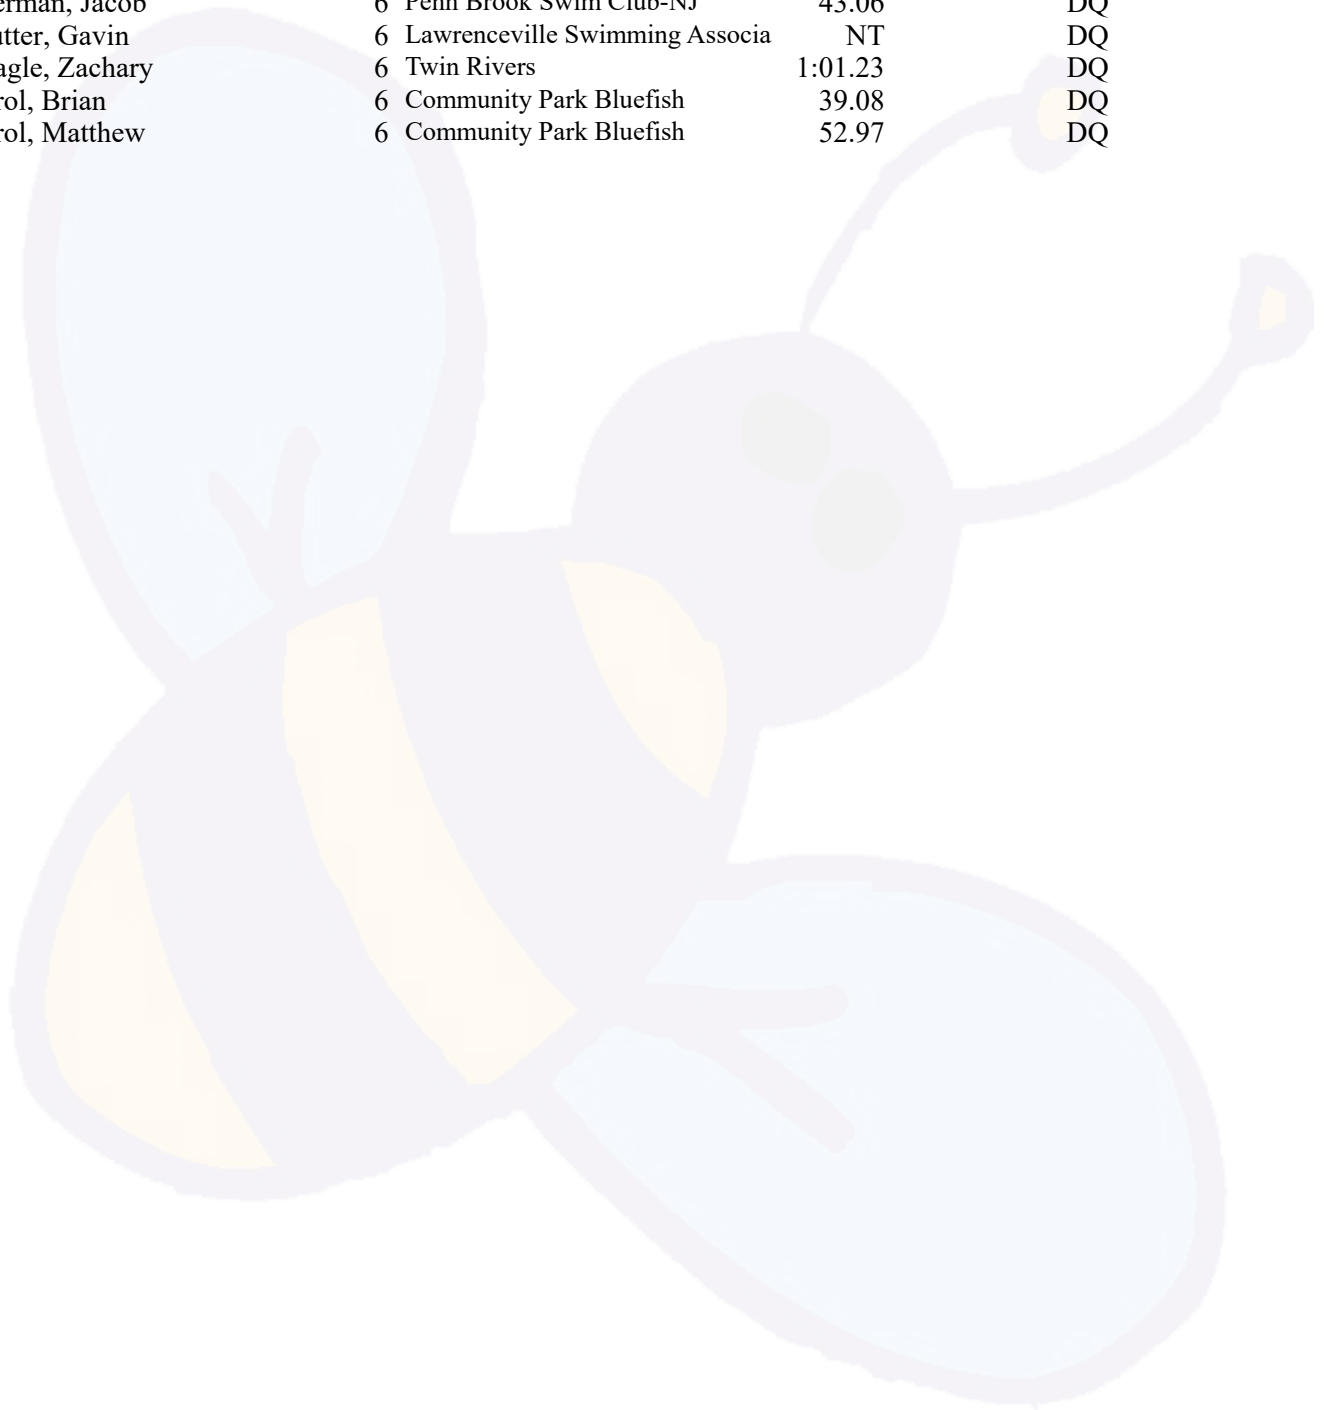 erman, Jacob 6 Penn Brook Swim Club-NJ 43.06 DQ
utter, Gavin 6 Lawrenceville Swimming Associa NT DQ
agle, Zachary 6 Twin Rivers 1:01.23 DQ
rol, Brian 6 Community Park Bluefish 39.08 DQ
rol, Matthew 6 Community Park Bluefish 52.97 DQ